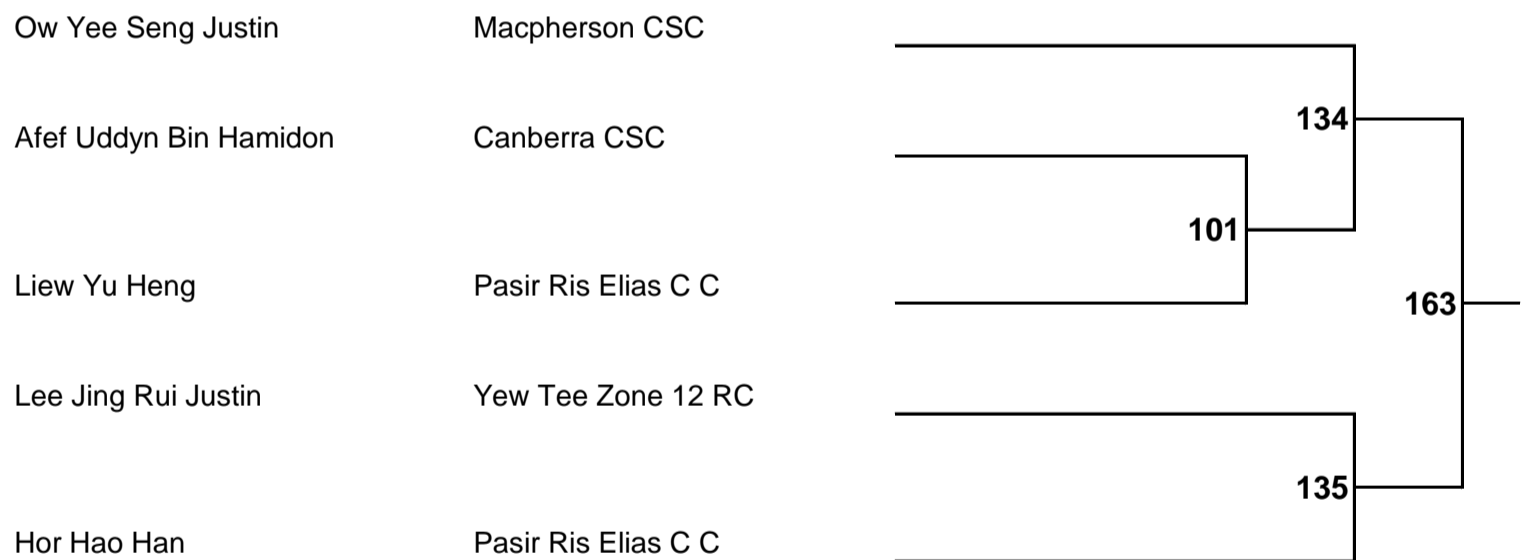 Ow Yee Seng Justin Macpherson CSC
134
Afef Uddyn Bin Hamidon Canberra CSC
101
Liew Yu Heng Pasir Ris Elias C C
163
Lee Jing Rui Justin Yew Tee Zone 12 RC
135
Hor Hao Han Pasir Ris Elias C C